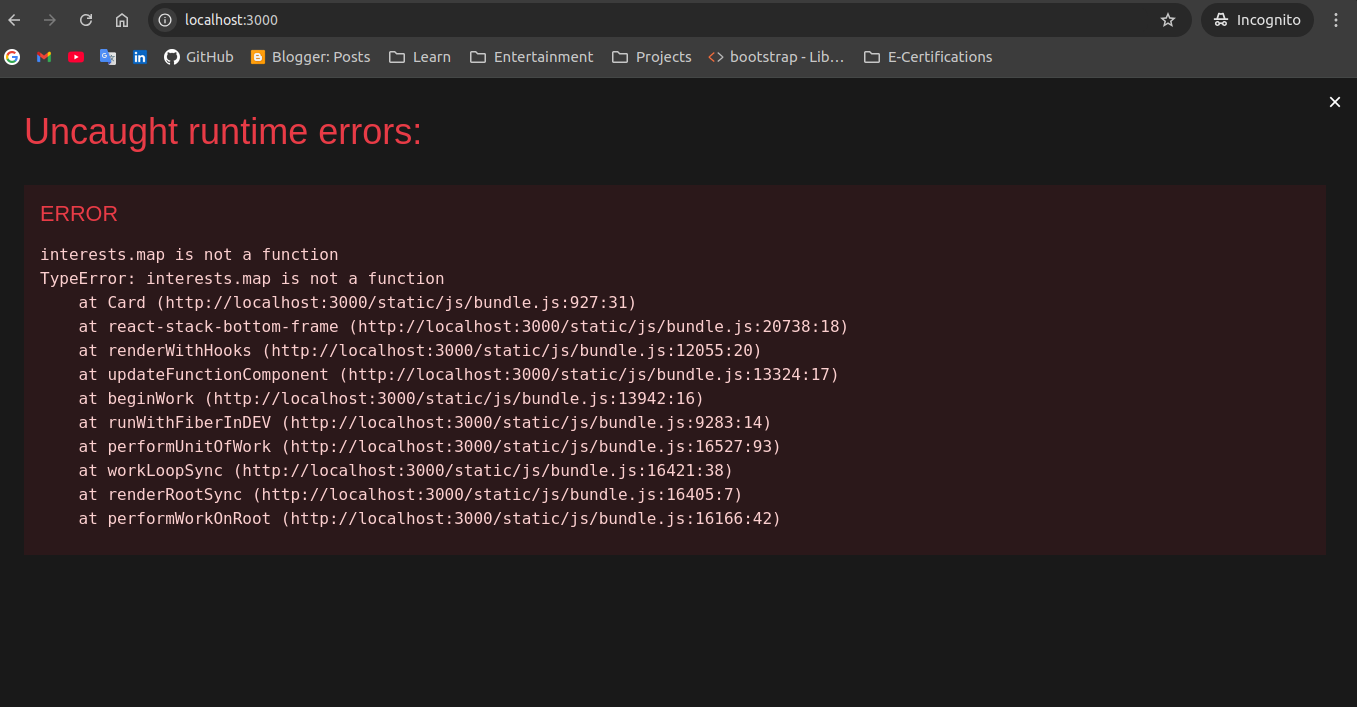 localhost:3000
Incognito
GitHub
Blogger: Posts
Learn
Entertainment
Projects
bootstrap - Lib…
E-Certifications
Uncaught runtime errors:
ERROR
interests.map is not a function
TypeError: interests.map is not a function
    at Card (http://localhost:3000/static/js/bundle.js:927:31)
    at react-stack-bottom-frame (http://localhost:3000/static/js/bundle.js:20738:18)
    at renderWithHooks (http://localhost:3000/static/js/bundle.js:12055:20)
    at updateFunctionComponent (http://localhost:3000/static/js/bundle.js:13324:17)
    at beginWork (http://localhost:3000/static/js/bundle.js:13942:16)
    at runWithFiberInDEV (http://localhost:3000/static/js/bundle.js:9283:14)
    at performUnitOfWork (http://localhost:3000/static/js/bundle.js:16527:93)
    at workLoopSync (http://localhost:3000/static/js/bundle.js:16421:38)
    at renderRootSync (http://localhost:3000/static/js/bundle.js:16405:7)
    at performWorkOnRoot (http://localhost:3000/static/js/bundle.js:16166:42)